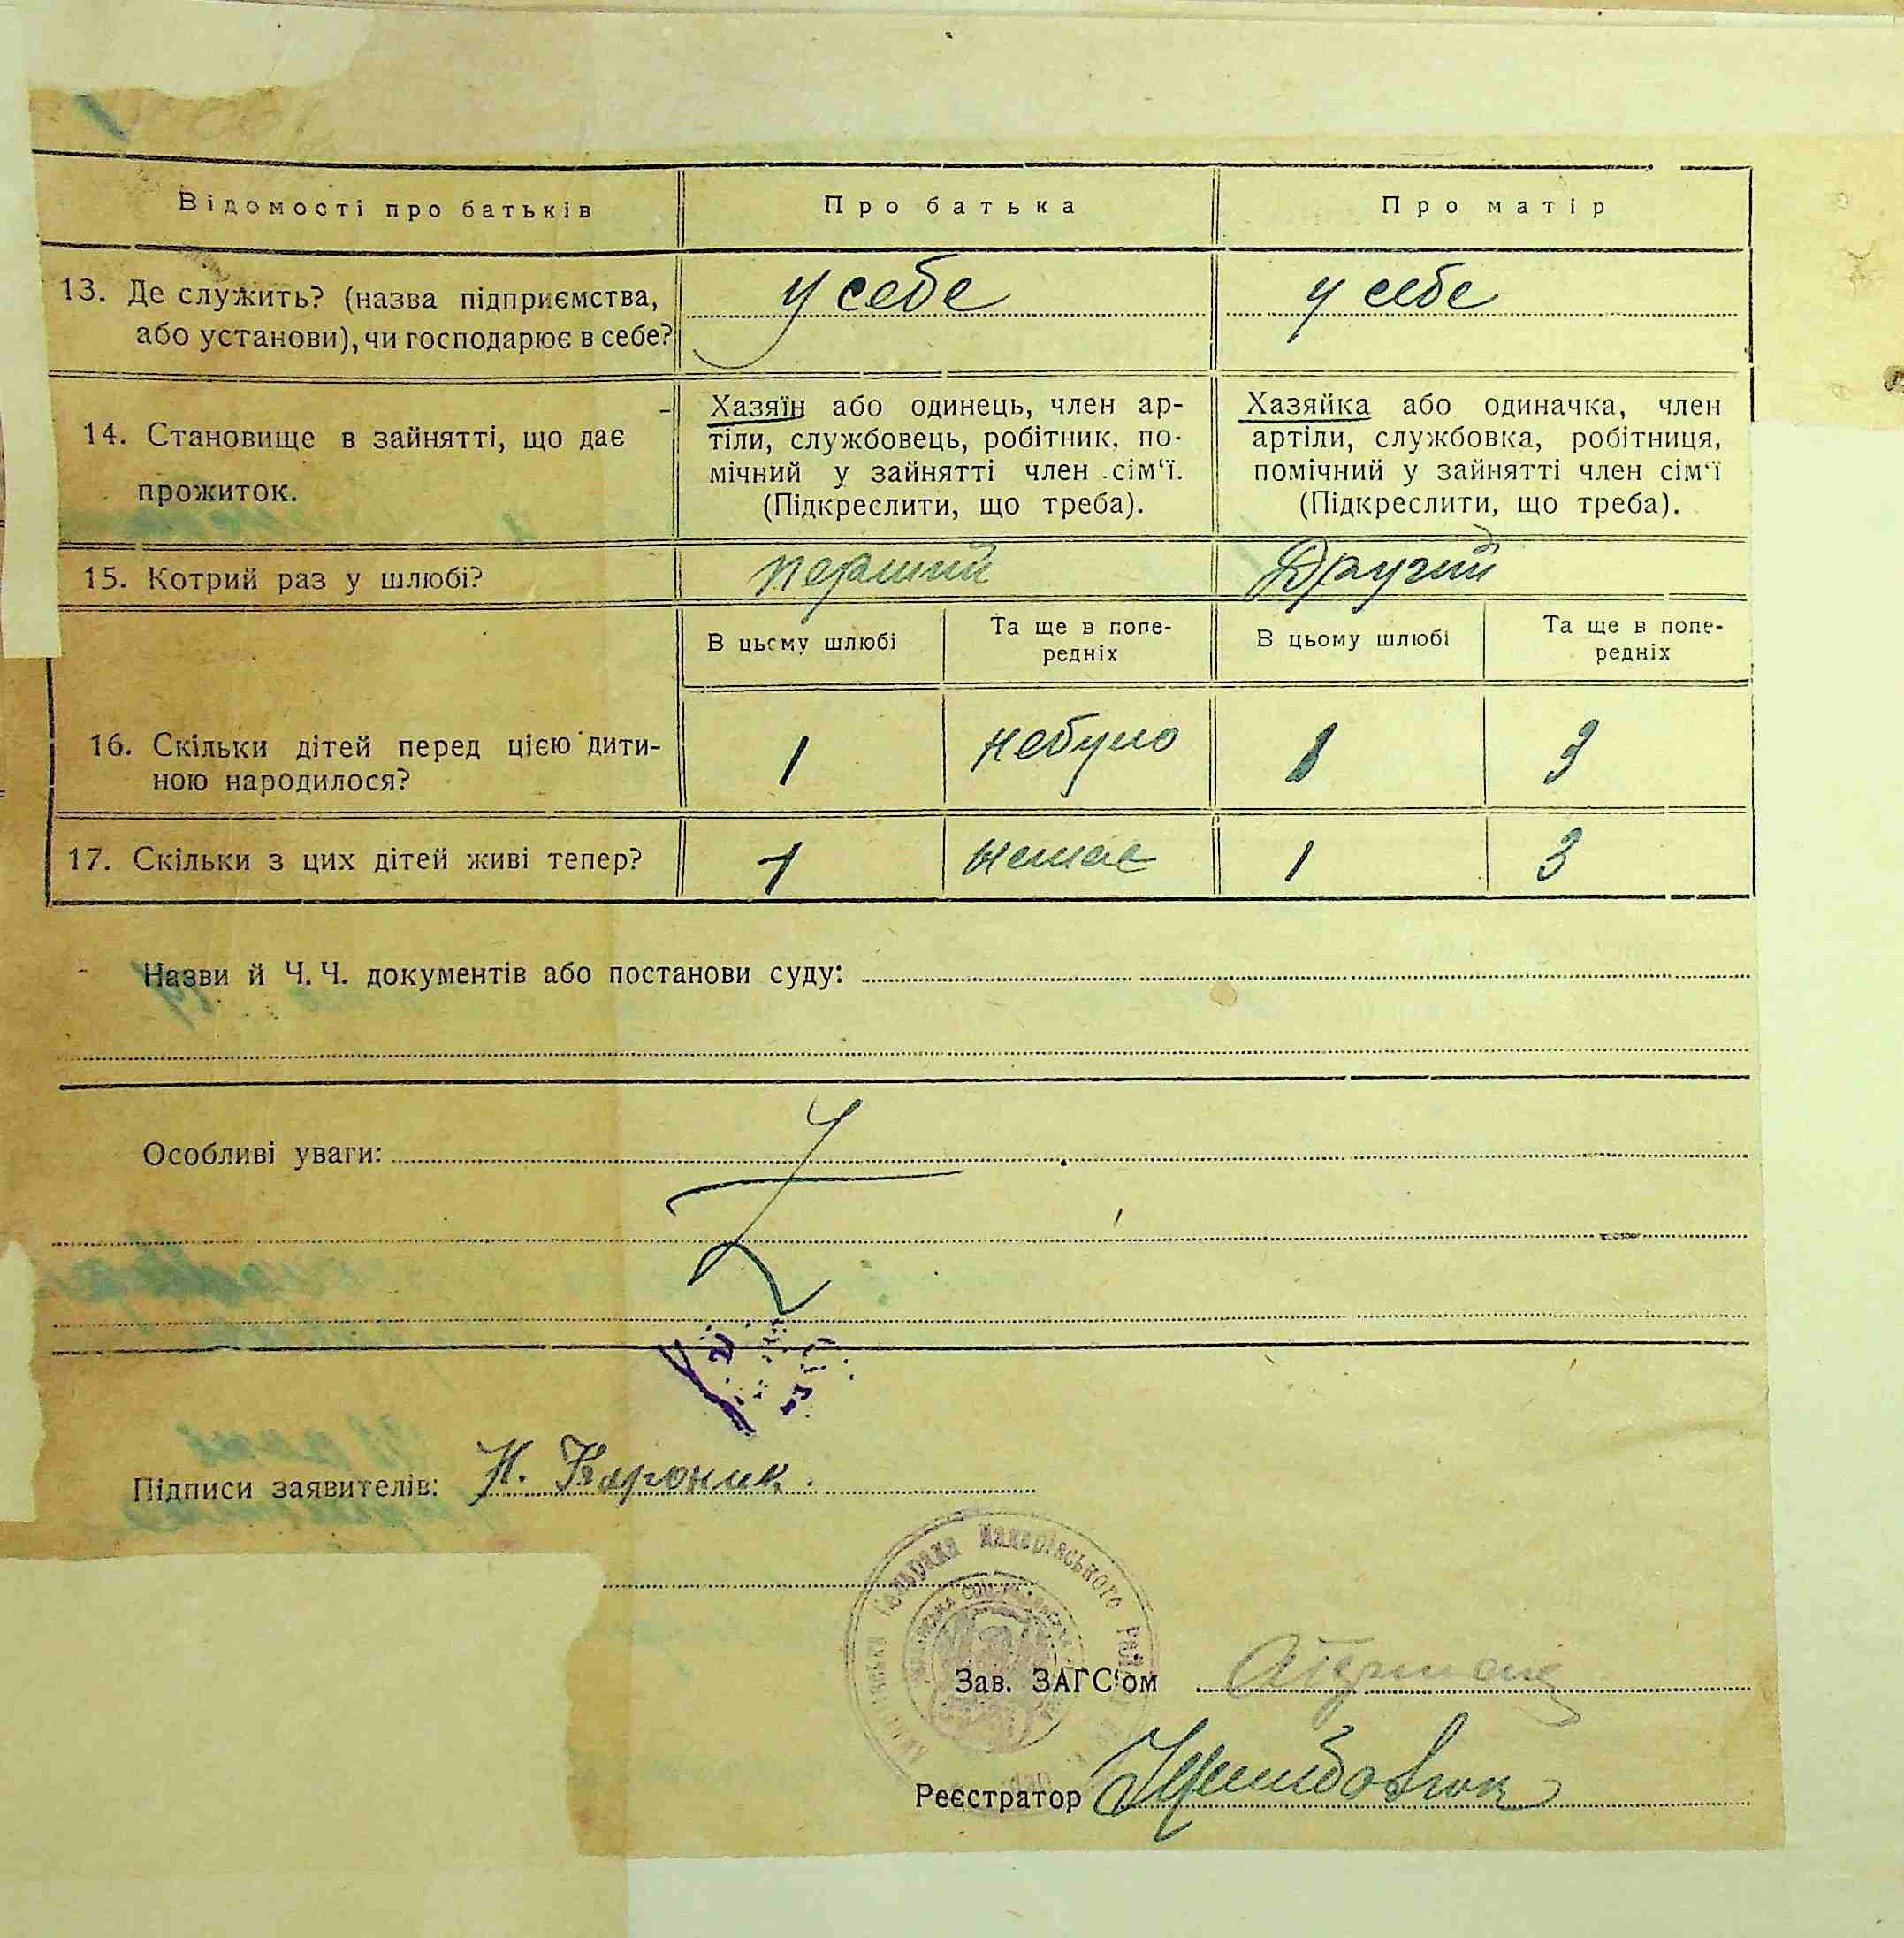 Відомості про батьків
Про батька
Про матір
13. Де служить? (назва підприємства,
або установи), чи господарює в себе?
у себе
у себе
14. Становище в зайнятті, що дає
прожиток.
Хазяїн або одинець, член ар-
тіли, службовець, робітник, по-
мічний у зайнятті член сім‘ї.
(Підкреслити, що треба).
Хазяйка або одиначка, член
артіли, службовка, робітниця,
помічний у зайнятті член сім‘ї
(Підкреслити, що треба).
15. Котрий раз у шлюбі?
перший
Другий
В цьому шлюбі
Та ще в попе-
редніх
В цьому шлюбі
Та ще в попе-
редніх
16. Скільки дітей перед цією дити-
ною народилося?
1
небуло
1
3
17. Скільки з цих дітей живі тепер?
1
немає
1
3
Назви й Ч. Ч. документів або постанови суду:
Особливі уваги:
Підписи заявителів:
Сільрада Макарівського Рай
Зав. ЗАГС‘ом
Реєстратор